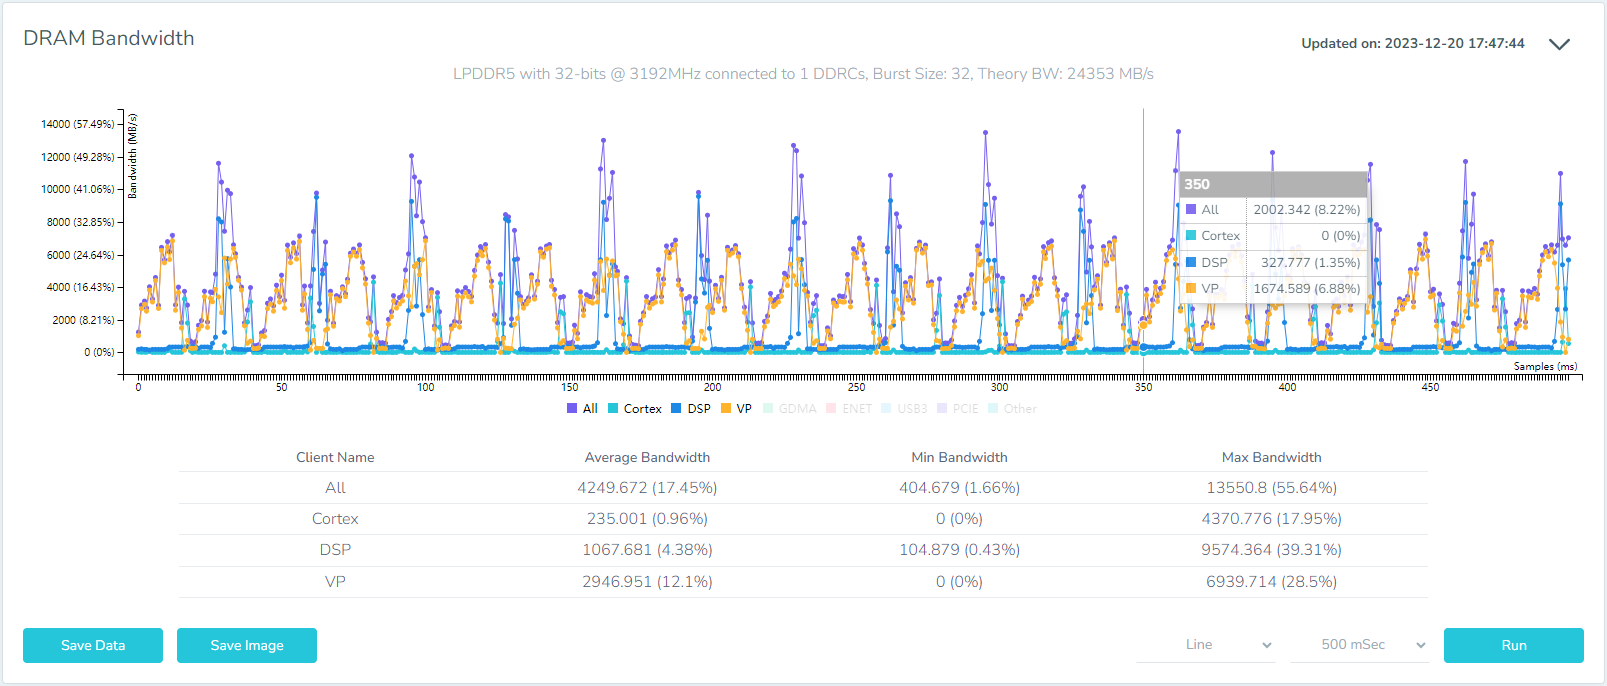 DRAM Bandwidth
Updated on: 2023-12-20 17:47:44
LPDDR5 with 32-bits @ 3192MHz connected to 1 DDRCs, Burst Size: 32, Theory BW: 24353 MB/s
Bandwidth (MB/s)
14000 (57.49%)
12000 (49.28%)
10000 (41.06%)
8000 (32.85%)
6000 (24.64%)
4000 (16.43%)
2000 (8.21%)
0 (0%)
350
All 2002.342 (8.22%)
Cortex 0 (0%)
DSP 327.777 (1.35%)
VP 1674.589 (6.88%)
Samples (ms)
0 50 100 150 200 250 300 350 400 450
All Cortex DSP VP GDMA ENET USB3 PCIE Other
Client Name Average Bandwidth Min Bandwidth Max Bandwidth
All 4249.672 (17.45%) 404.679 (1.66%) 13550.8 (55.64%)
Cortex 235.001 (0.96%) 0 (0%) 4370.776 (17.95%)
DSP 1067.681 (4.38%) 104.879 (0.43%) 9574.364 (39.31%)
VP 2946.951 (12.1%) 0 (0%) 6939.714 (28.5%)
Save Data Save Image Line 500 mSec Run